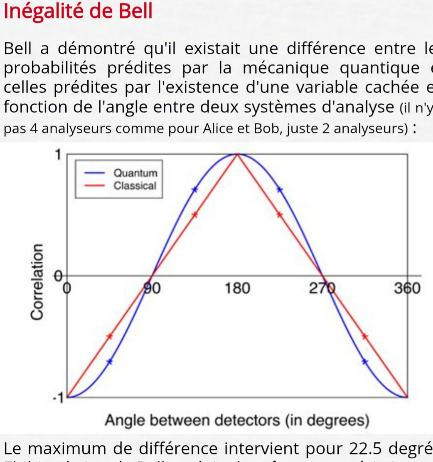 Inégalité de Bell
Bell a démontré qu'il existait une différence entre le
probabilités prédites par la mécanique quantique e
celles prédites par l'existence d'une variable cachée e
fonction de l'angle entre deux systèmes d'analyse (il n'y
pas 4 analyseurs comme pour Alice et Bob, juste 2 analyseurs) :
1
Quantum
Classical
Correlation
0
0
90
180
270
360
-1
Angle between detectors (in degrees)
Le maximum de différence intervient pour 22.5 degré